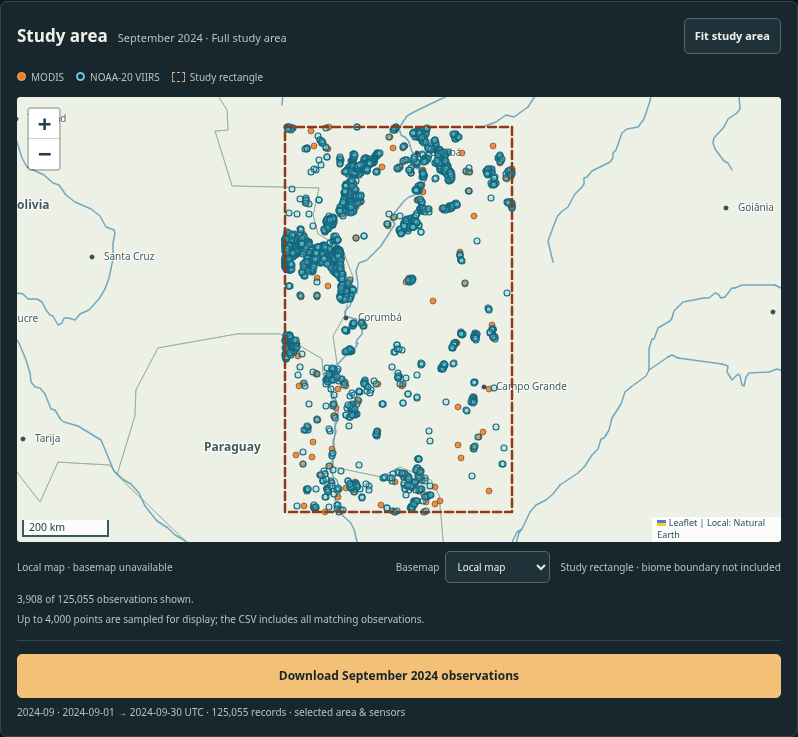 Study area September 2024 · Full study area
Fit study area
MODIS NOAA-20 VIIRS Study rectangle
+
−
olivia
Goiânia
Santa Cruz
ucre
Corumbá
Campo Grande
Tarija
Paraguay
200 km
Leaflet | Local: Natural
Earth
Local map · basemap unavailable
Basemap Local map Study rectangle · biome boundary not included
3,908 of 125,055 observations shown.
Up to 4,000 points are sampled for display; the CSV includes all matching observations.
Download September 2024 observations
2024-09 · 2024-09-01 → 2024-09-30 UTC · 125,055 records · selected area & sensors